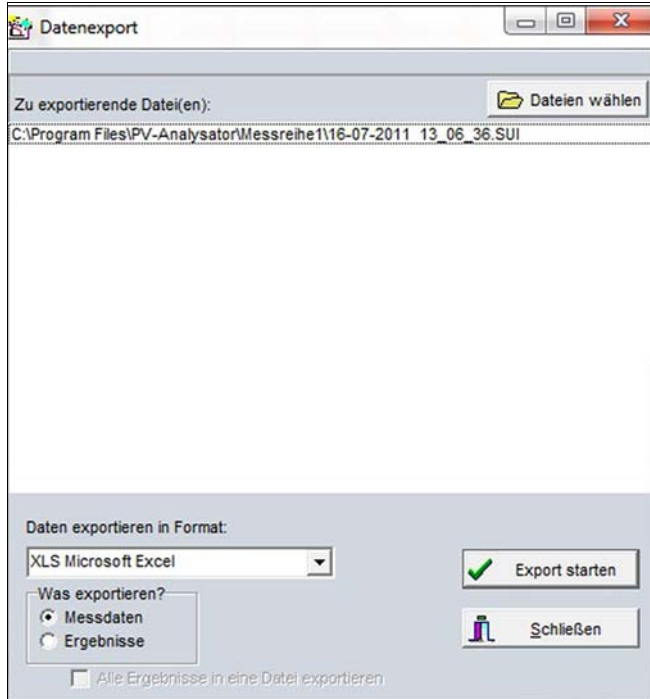 Datenexport
Zu exportierende Datei(en):
Dateien wählen
C:\Program Files\PV-Analysator\Messreihe1\16-07-2011 13_06_36.SUI
Daten exportieren in Format:
XLS Microsoft Excel
Export starten
Was exportieren?
Messdaten
Ergebnisse
Schließen
Alle Ergebnisse in eine Datei exportieren